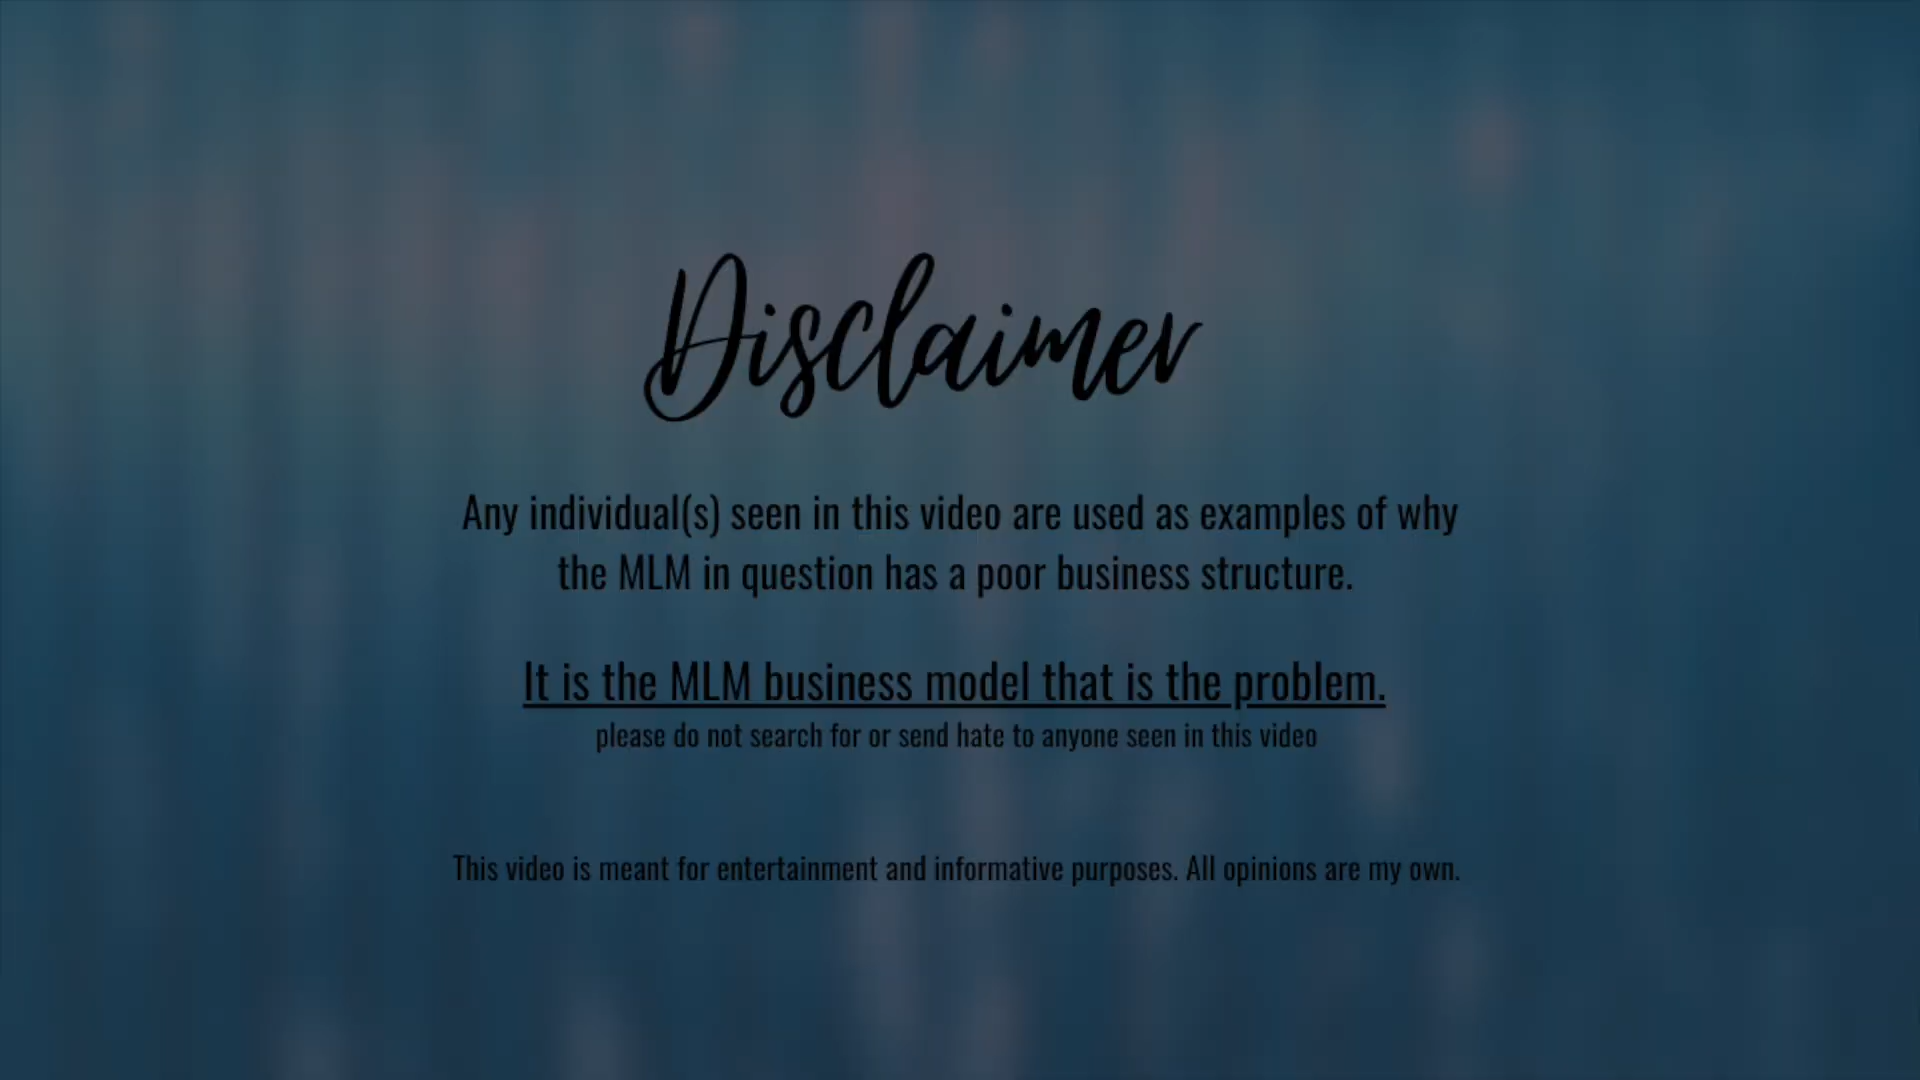 Disclaimer
Any individual(s) seen in this video are used as examples of why
the MLM in question has a poor business structure.
It is the MLM business model that is the problem.
please do not search for or send hate to anyone seen in this video
This video is meant for entertainment and informative purposes. All opinions are my own.